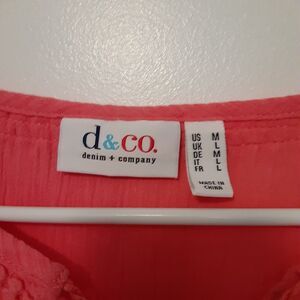 d&co.
denim + company
US M
UK L
DE M
IT L
FR L
MADE IN
CHINA